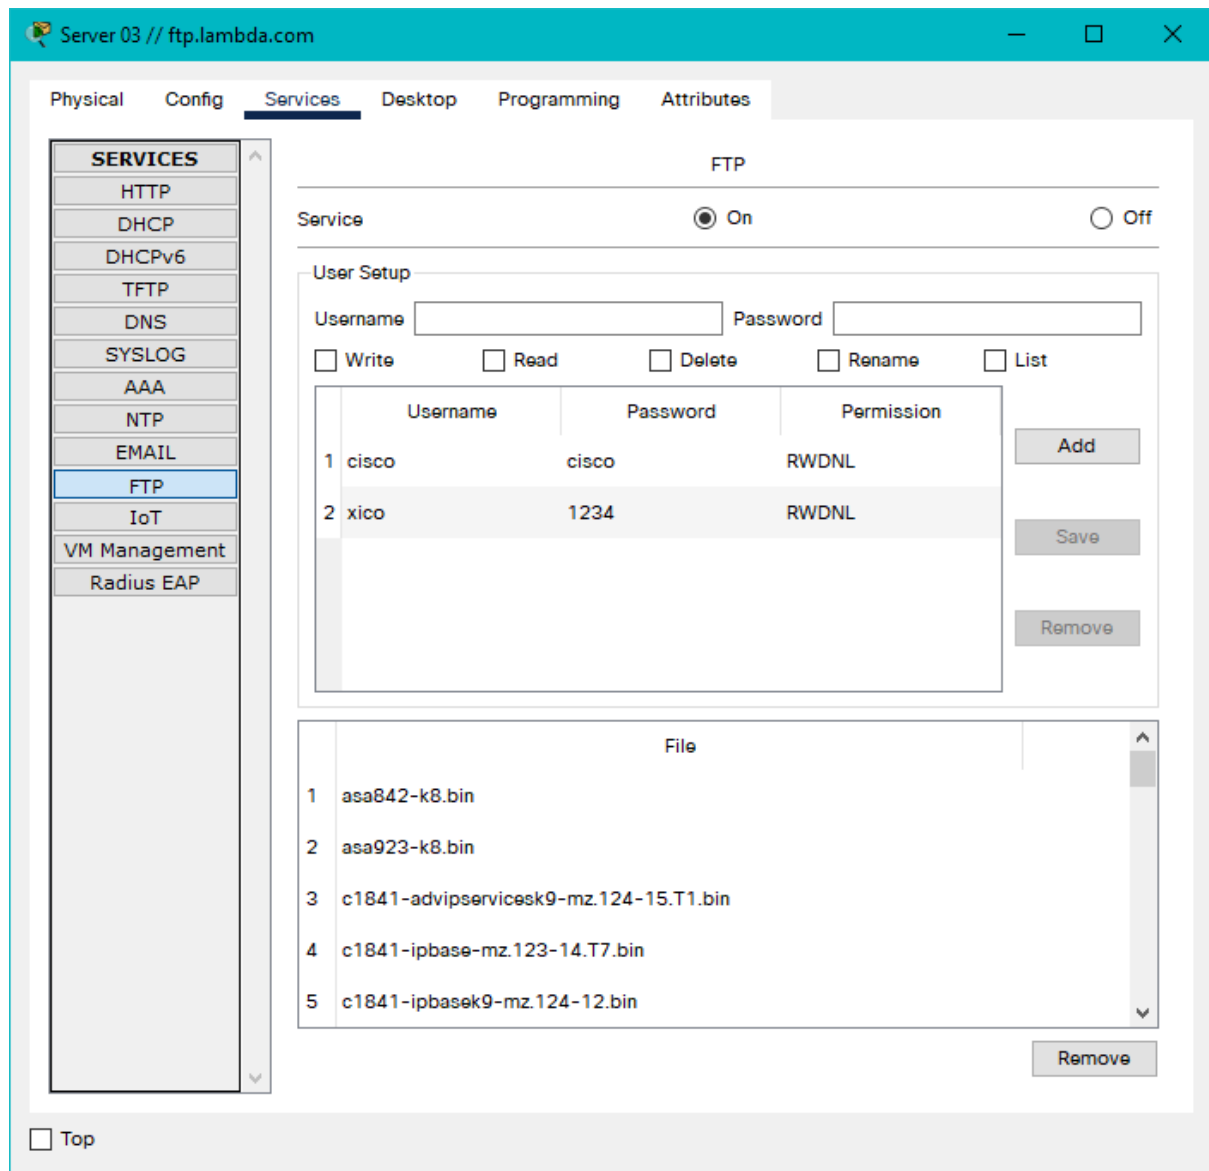 Server 03 // ftp.lambda.com
Physical Config Services Desktop Programming Attributes
SERVICES
HTTP
DHCP
DHCPv6
TFTP
DNS
SYSLOG
AAA
NTP
EMAIL
FTP
IoT
VM Management
Radius EAP
FTP
Service On Off
User Setup
Username Password
Write Read Delete Rename List
Username Password Permission
1 cisco cisco RWDNL
2 xico 1234 RWDNL
Add
Save
Remove
File
1 asa842-k8.bin
2 asa923-k8.bin
3 c1841-advipservicesk9-mz.124-15.T1.bin
4 c1841-ipbase-mz.123-14.T7.bin
5 c1841-ipbasek9-mz.124-12.bin
Remove
Top